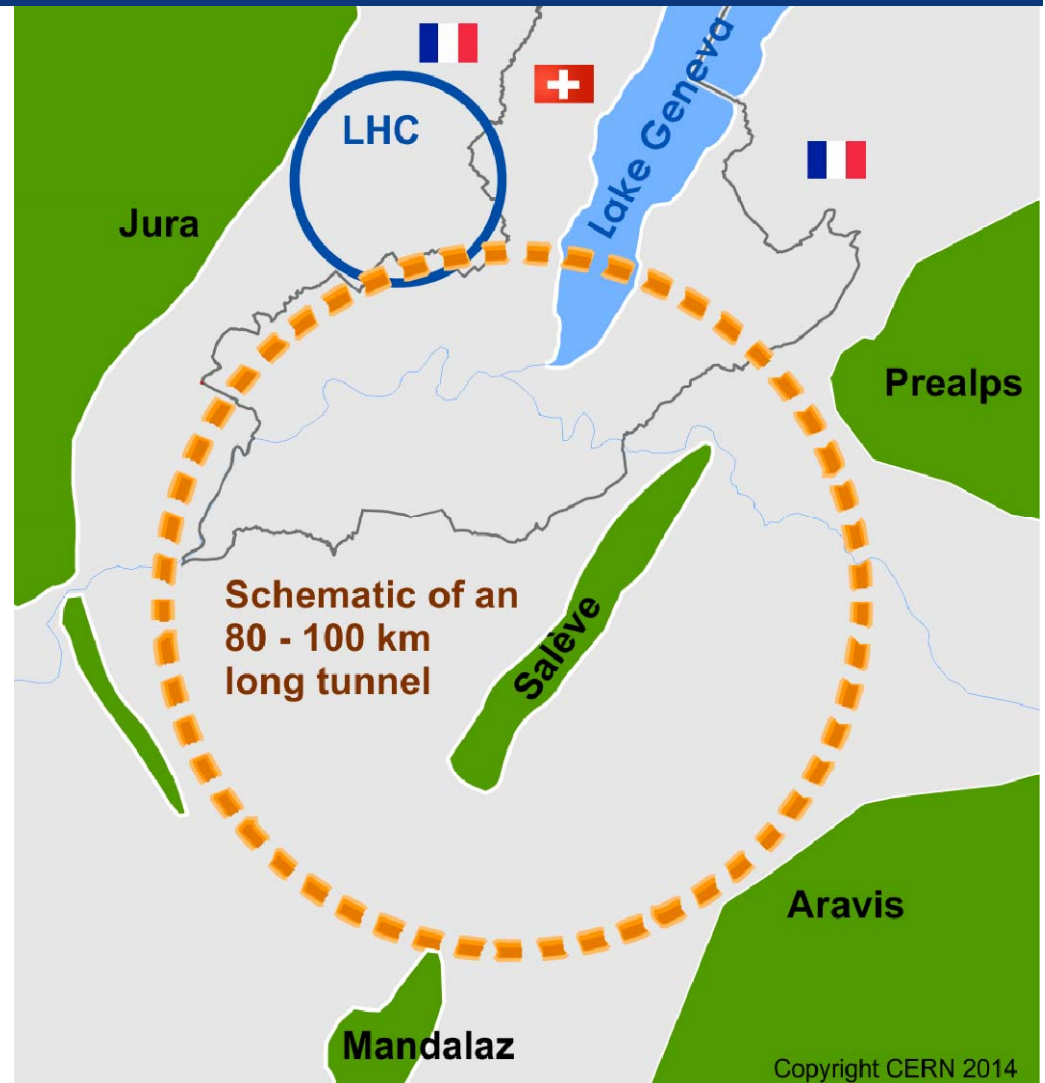 LHC
Lake Geneva
Jura
Prealps
Schematic of an
80 - 100 km
long tunnel
Salève
Aravis
Mandalaz
Copyright CERN 2014